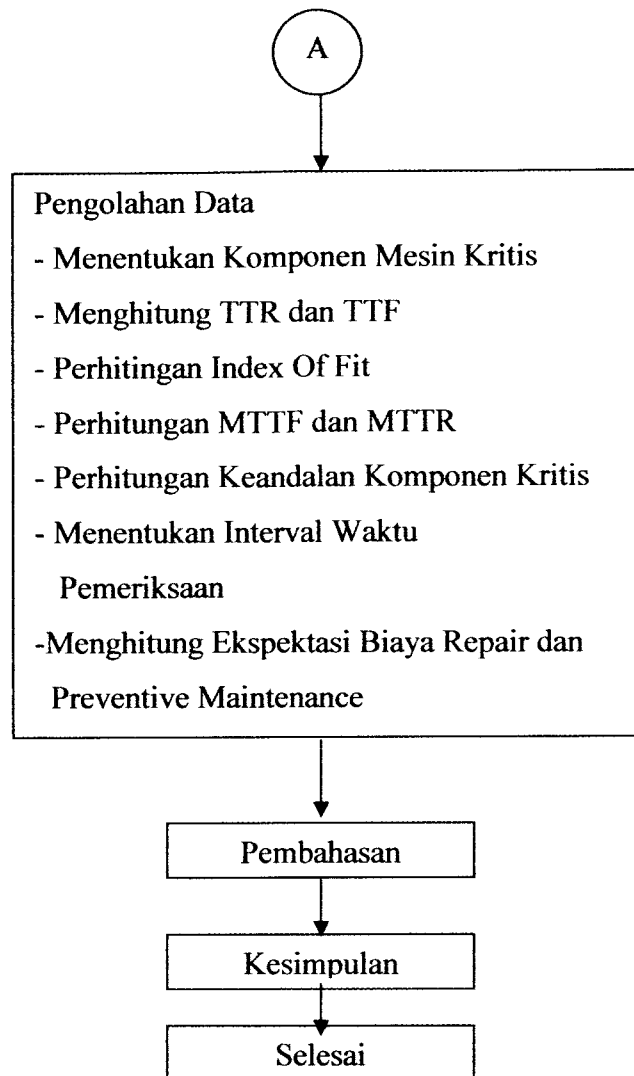 A
Pengolahan Data
- Menentukan Komponen Mesin Kritis
- Menghitung TTR dan TTF
- Perhitingan Index Of Fit
- Perhitungan MTTF dan MTTR
- Perhitungan Keandalan Komponen Kritis
- Menentukan Interval Waktu
Pemeriksaan
-Menghitung Ekspektasi Biaya Repair dan
Preventive Maintenance
Pembahasan
Kesimpulan
Selesai